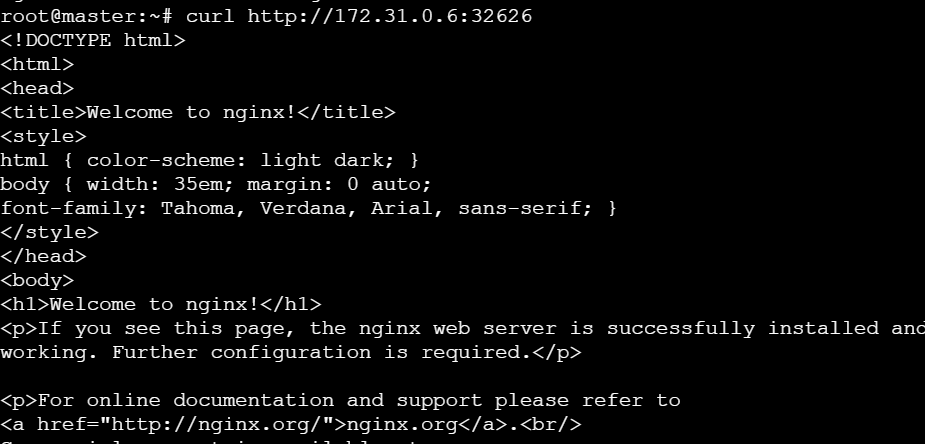 root@master:~# curl http://172.31.0.6:32626
<!DOCTYPE html>
<html>
<head>
<title>Welcome to nginx!</title>
<style>
html { color-scheme: light dark; }
body { width: 35em; margin: 0 auto;
font-family: Tahoma, Verdana, Arial, sans-serif; }
</style>
</head>
<body>
<h1>Welcome to nginx!</h1>
<p>If you see this page, the nginx web server is successfully installed and
working. Further configuration is required.</p>

<p>For online documentation and support please refer to
<a href="http://nginx.org/">nginx.org</a>.<br/>